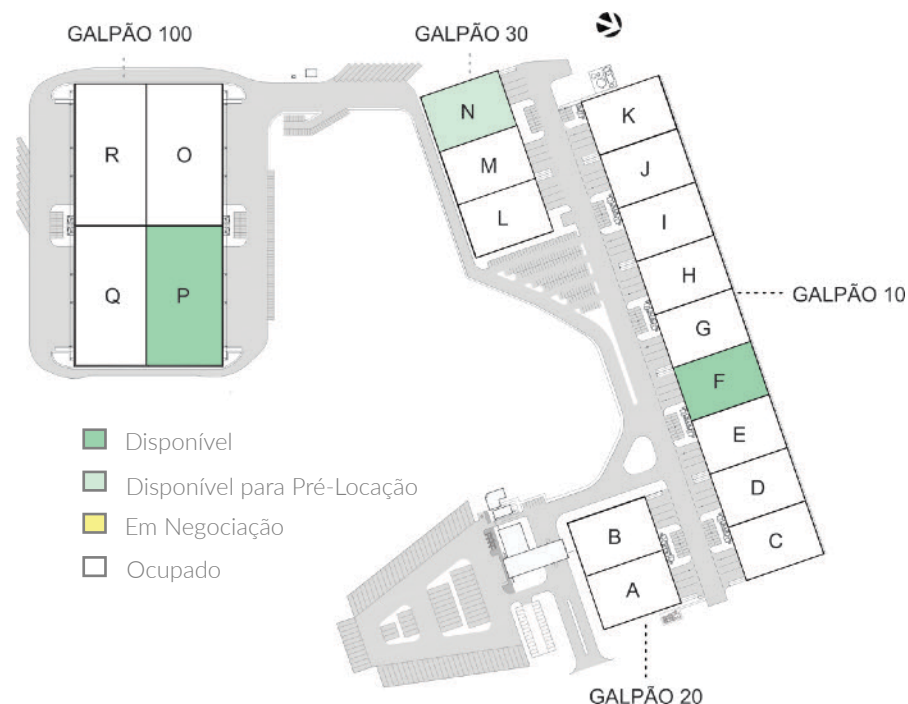 GALPÃO 100
GALPÃO 30
N
M
L
K
J
I
H
G
F
E
D
C
GALPÃO 10
R
O
Q
P
Disponível
Disponível para Pré-Locação
Em Negociação
Ocupado
B
A
GALPÃO 20